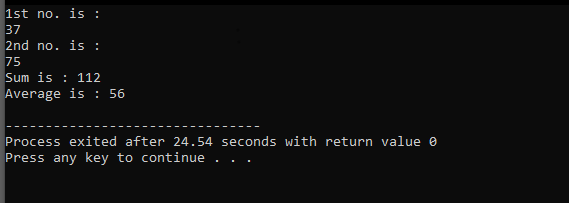 1st no. is :
37
2nd no. is :
75
Sum is : 112
Average is : 56
--------------------------------
Process exited after 24.54 seconds with return value 0
Press any key to continue . . .